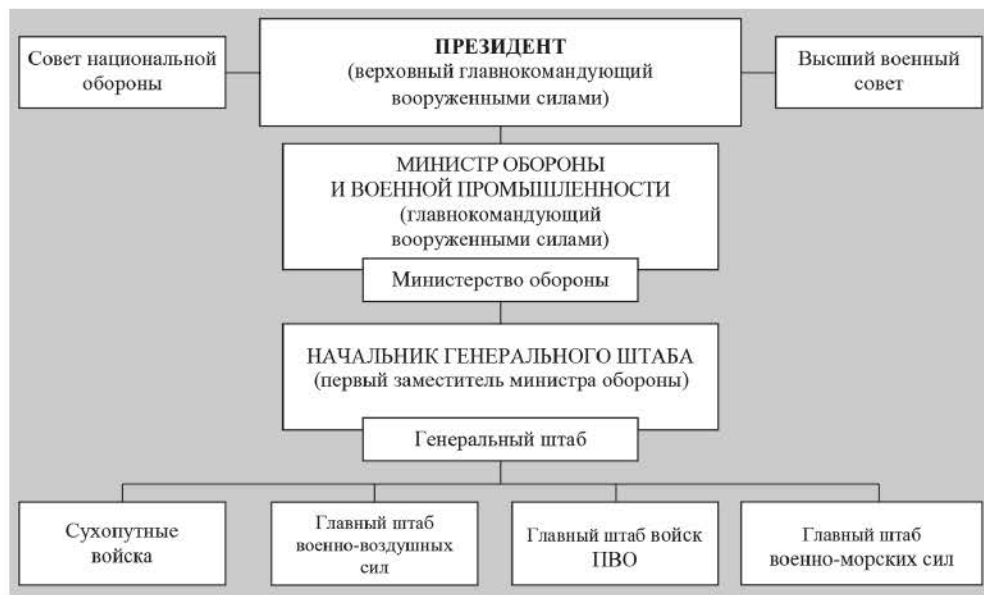 Совет национальной
обороны
ПРЕЗИДЕНТ
(верховный главнокомандующий
вооруженными силами)
Высший военный
совет
МИНИСТР ОБОРОНЫ
И ВОЕННОЙ ПРОМЫШЛЕННОСТИ
(главнокомандующий
вооруженными силами)
Министерство обороны
НАЧАЛЬНИК ГЕНЕРАЛЬНОГО ШТАБА
(первый заместитель министра обороны)
Генеральный штаб
Сухопутные
войска
Главный штаб
военно-воздушных
сил
Главный штаб войск
ПВО
Главный штаб
военно-морских сил